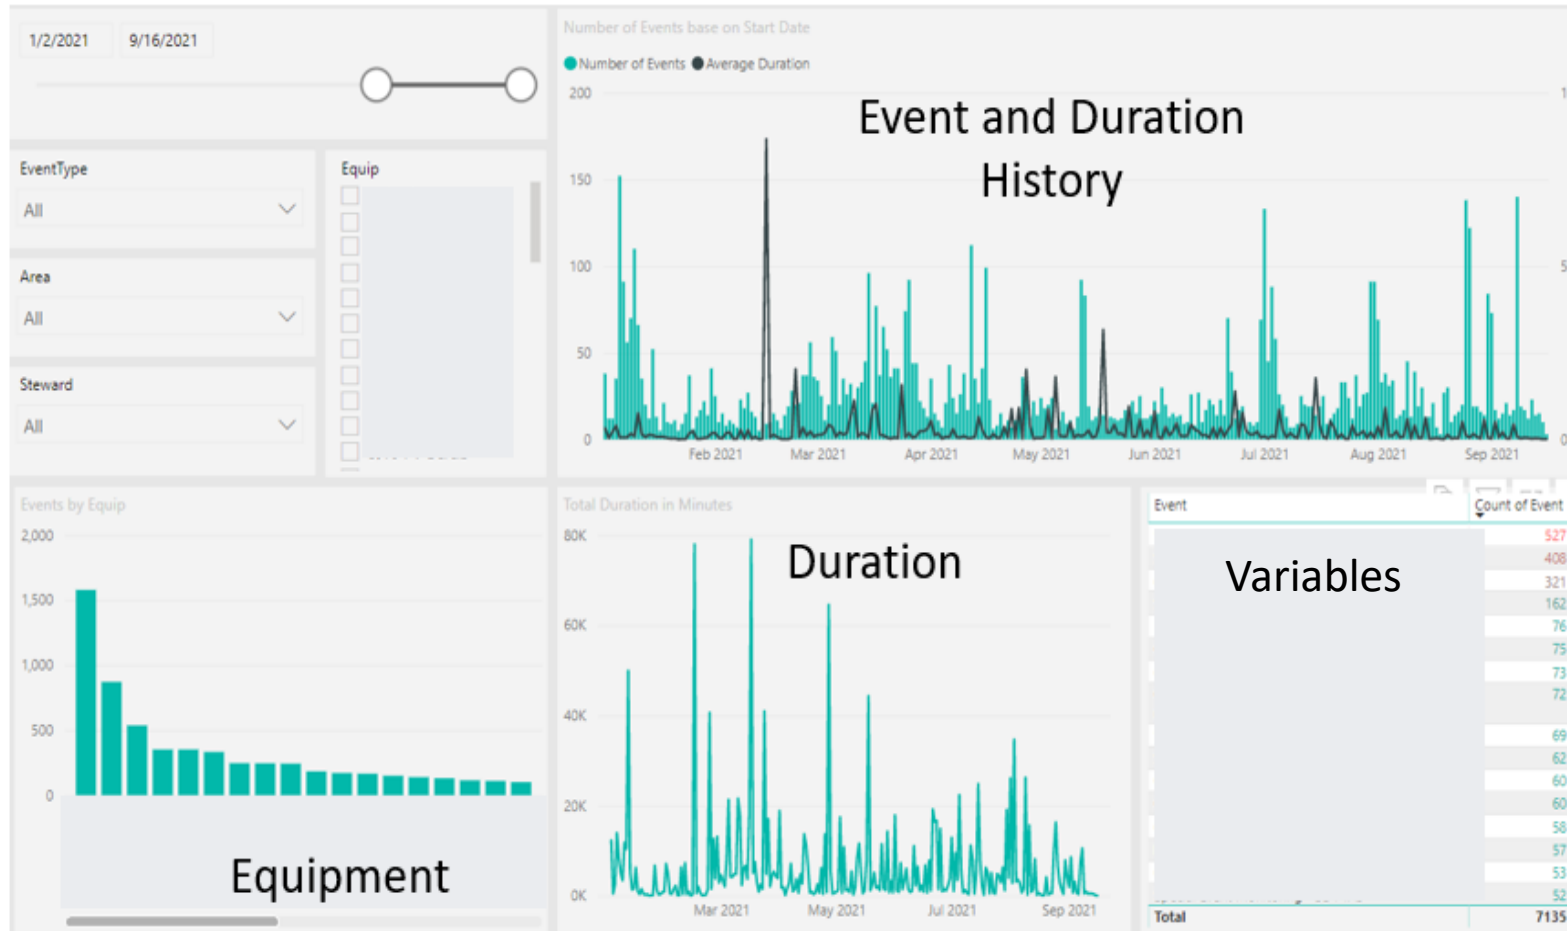 1/2/2021 9/16/2021
EventType
All
Area
All
Steward
All
Equip
Number of Events base on Start Date
Number of Events Average Duration
Event and Duration
History
200
150
100
50
0
Feb 2021 Mar 2021 Apr 2021 May 2021 Jun 2021 Jul 2021 Aug 2021 Sep 2021
Events by Equip
2,000
1,500
1,000
500
0
Equipment
Total Duration in Minutes
Duration
80K
60K
40K
20K
0K
Mar 2021 May 2021 Jul 2021 Sep 2021
Event Count of Event
Variables
527
408
321
162
76
75
73
72
69
62
60
60
58
57
53
52
Total 7135